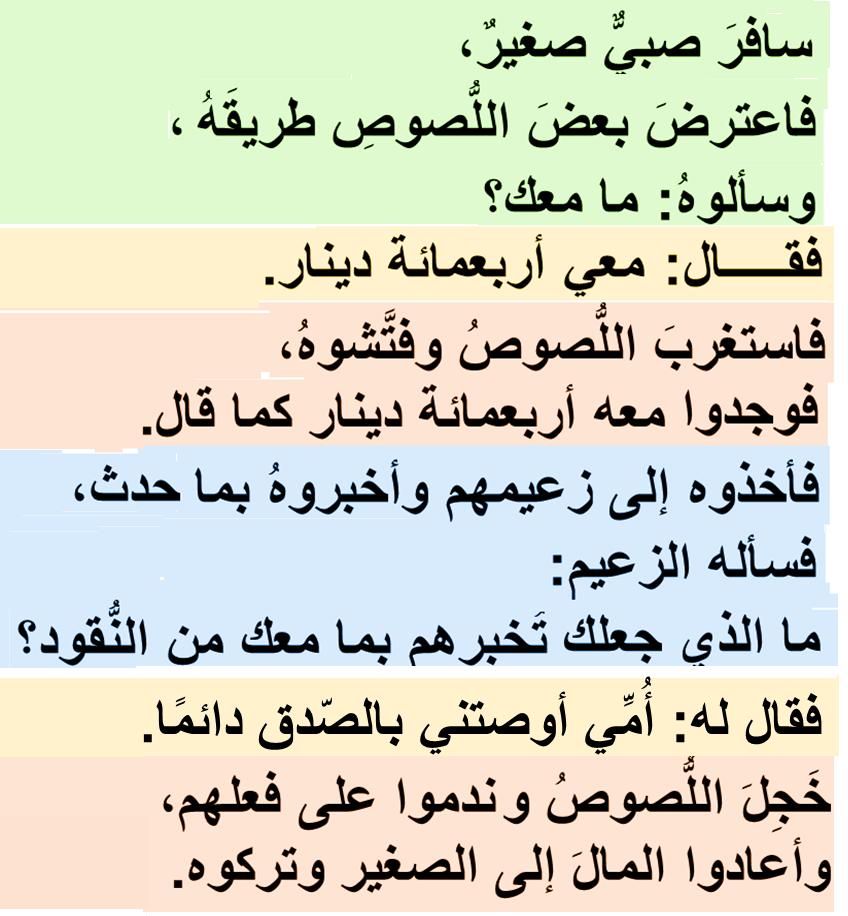 سافرَ صبيٌّ صغيرٌ،
فاعترضَ بعضَ اللُّصوصِ طريقَهُ ،
وسألوهُ: ما معك؟
فقـــــال: معي أربعمائة دينار.
فاستغربَ اللُّصوصُ وفتَّشوهُ،
فوجدوا معه أربعمائة دينار كما قال.
فأخذوه إلى زعيمهم وأخبروهُ بما حدث،
فسأله الزعيم:
ما الذي جعلك تَخبرهم بما معك من النُّقود؟
فقال له: أُمِّي أوصتني بالصّدق دائمًا.
خَجِلَ اللُّصوصُ وندموا على فعلهم،
وأعادوا المالَ إلى الصغير وتركوه.